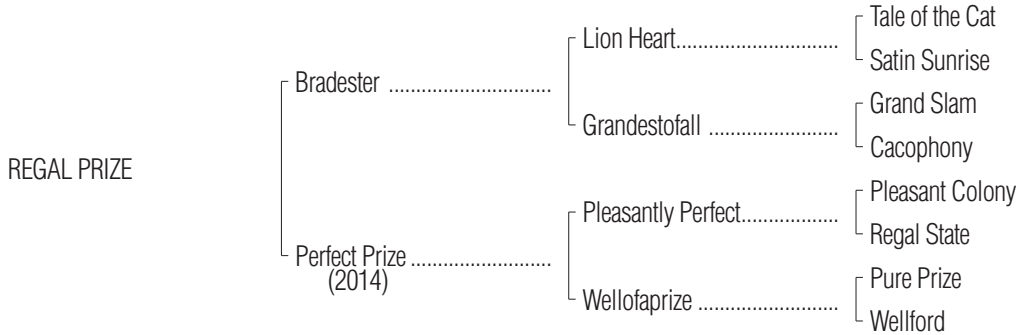 Tale of the Cat
Lion Heart..............................
Satin Sunrise
Bradester ..............................
Grand Slam
Grandestofall ........................
Cacophony
REGAL PRIZE
Pleasant Colony
Pleasantly Perfect..................
Regal State
Perfect Prize ..........................
(2014)
Pure Prize
Wellofaprize ..........................
Wellford